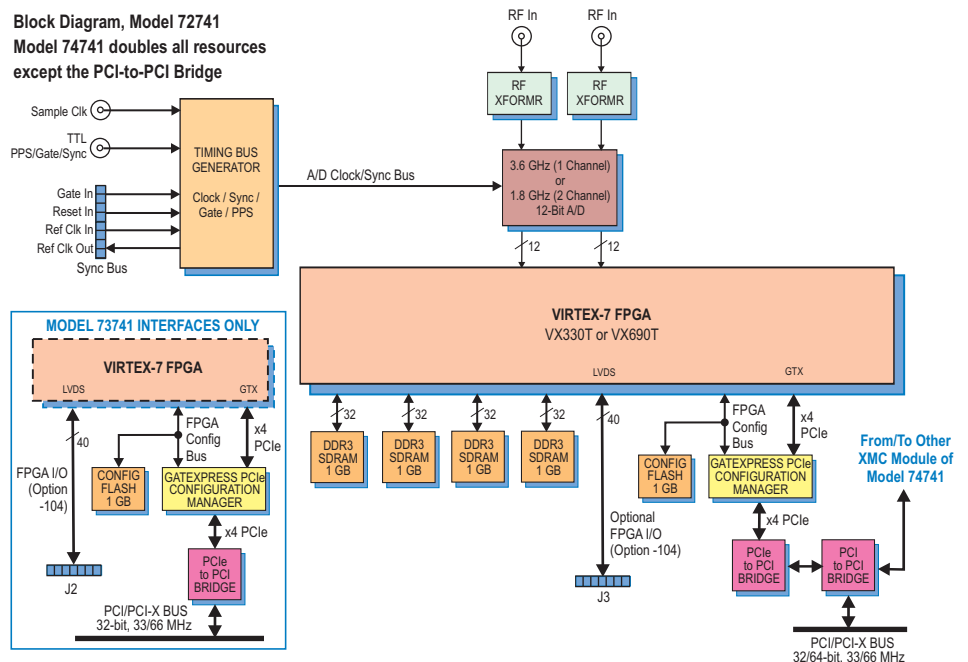 Block Diagram, Model 72741
Model 74741 doubles all resources
except the PCI-to-PCI Bridge
RF In
RF In
RF
XFORMR
RF
XFORMR
Sample Clk
TTL
PPS/Gate/Sync
Gate In
Reset In
Ref Clk In
Ref Clk Out
Sync Bus
TIMING BUS
GENERATOR
Clock / Sync /
Gate / PPS
A/D Clock/Sync Bus
3.6 GHz (1 Channel)
or
1.8 GHz (2 Channel)
12-Bit A/D
12
12
VIRTEX-7 FPGA
VX330T or VX690T
LVDS
GTX
32
32
32
32
40
DDR3
SDRAM
1 GB
DDR3
SDRAM
1 GB
DDR3
SDRAM
1 GB
DDR3
SDRAM
1 GB
Optional
FPGA I/O
(Option -104)
J3
FPGA
Config
Bus
x4
PCIe
CONFIG
FLASH
1 GB
GATEXPRESS PCIe
CONFIGURATION
MANAGER
x4 PCIe
PCIe
to PCI
BRIDGE
PCI
to PCI
BRIDGE
From/To Other
XMC Module of
Model 74741
PCI/PCI-X BUS
32/64-bit, 33/66 MHz
MODEL 73741 INTERFACES ONLY
VIRTEX-7 FPGA
LVDS
GTX
40
FPGA
Config
Bus
x4
PCIe
FPGA I/O
(Option
-104)
CONFIG
FLASH
1 GB
GATEXPRESS PCIe
CONFIGURATION
MANAGER
x4 PCIe
PCIe
to PCI
BRIDGE
J2
PCI/PCI-X BUS
32-bit, 33/66 MHz